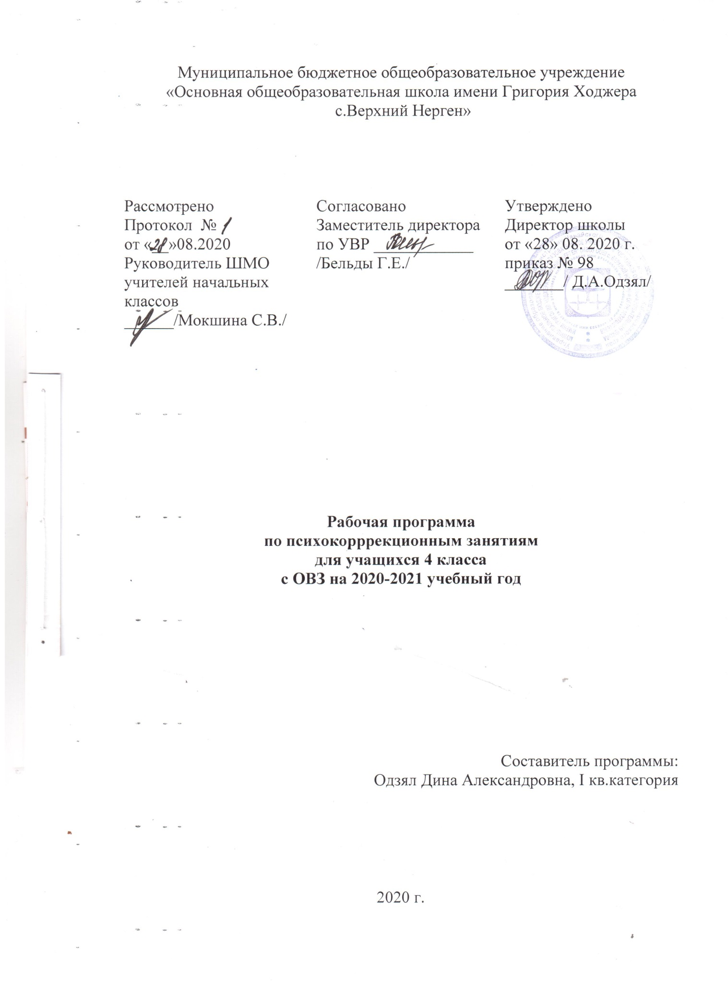 Муниципальное бюджетное общеобразовательное учреждение
«Основная общеобразовательная школа имени Григория Ходжера
с.Верхний Нерген»
Рассмотрено
Протокол № 1
от «28»08.2020
Руководитель ШМО
учителей начальных
классов
______/Мокшина С.В./
Согласовано
Заместитель директора
по УВР ____________
/Бельды Г.Е./
Утверждено
Директор школы
от «28» 08. 2020 г.
приказ № 98
_______/ Д.А.Одзял/
Рабочая программа
по психокорррекционным занятиям
для учащихся 4 класса
с ОВЗ на 2020-2021 учебный год
Составитель программы:
Одзял Дина Александровна, I кв.категория
2020 г.